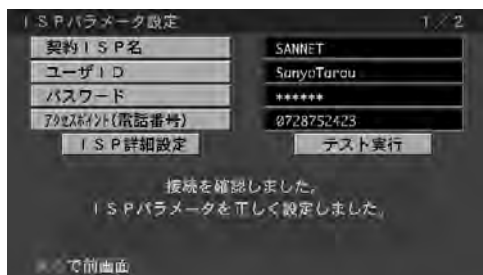 ISPパラメータ設定 1/2
契約ISP名 SANNET
ユーザID SanyoTarou
パスワード ******
アクセスポイント(電話番号) 0728752423
ISP詳細設定 テスト実行
接続を確認しました。
ISPパラメータを正しく設定しました。
で前画面